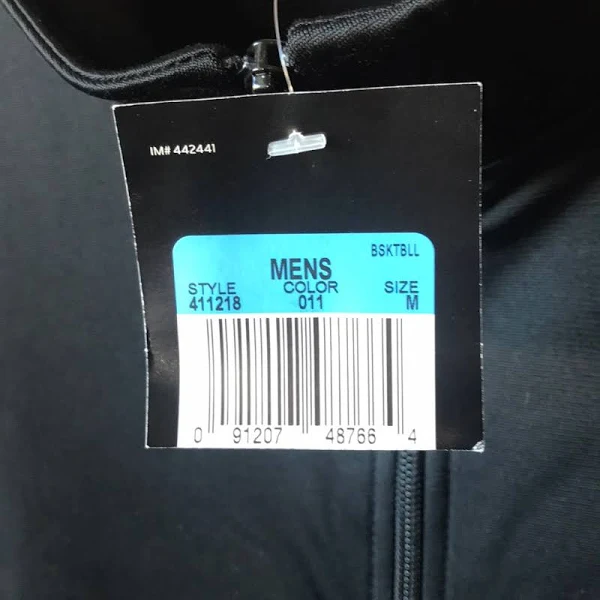 IM# 442441
BSKTBLL
MENS
STYLE COLOR SIZE
411218 011 M
0 91207 48766 4